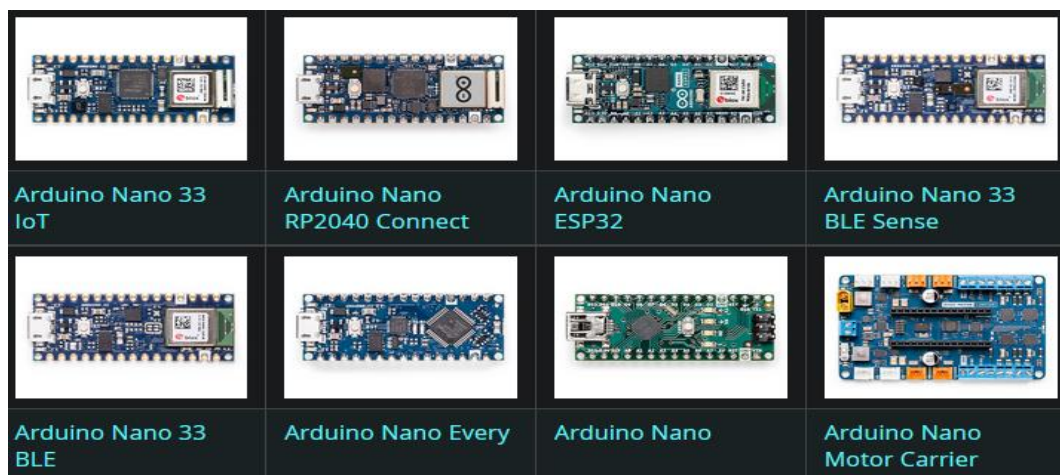 Arduino Nano 33
IoT
Arduino Nano
RP2040 Connect
Arduino Nano
ESP32
Arduino Nano 33
BLE Sense
Arduino Nano 33
BLE
Arduino Nano Every
Arduino Nano
Arduino Nano
Motor Carrier